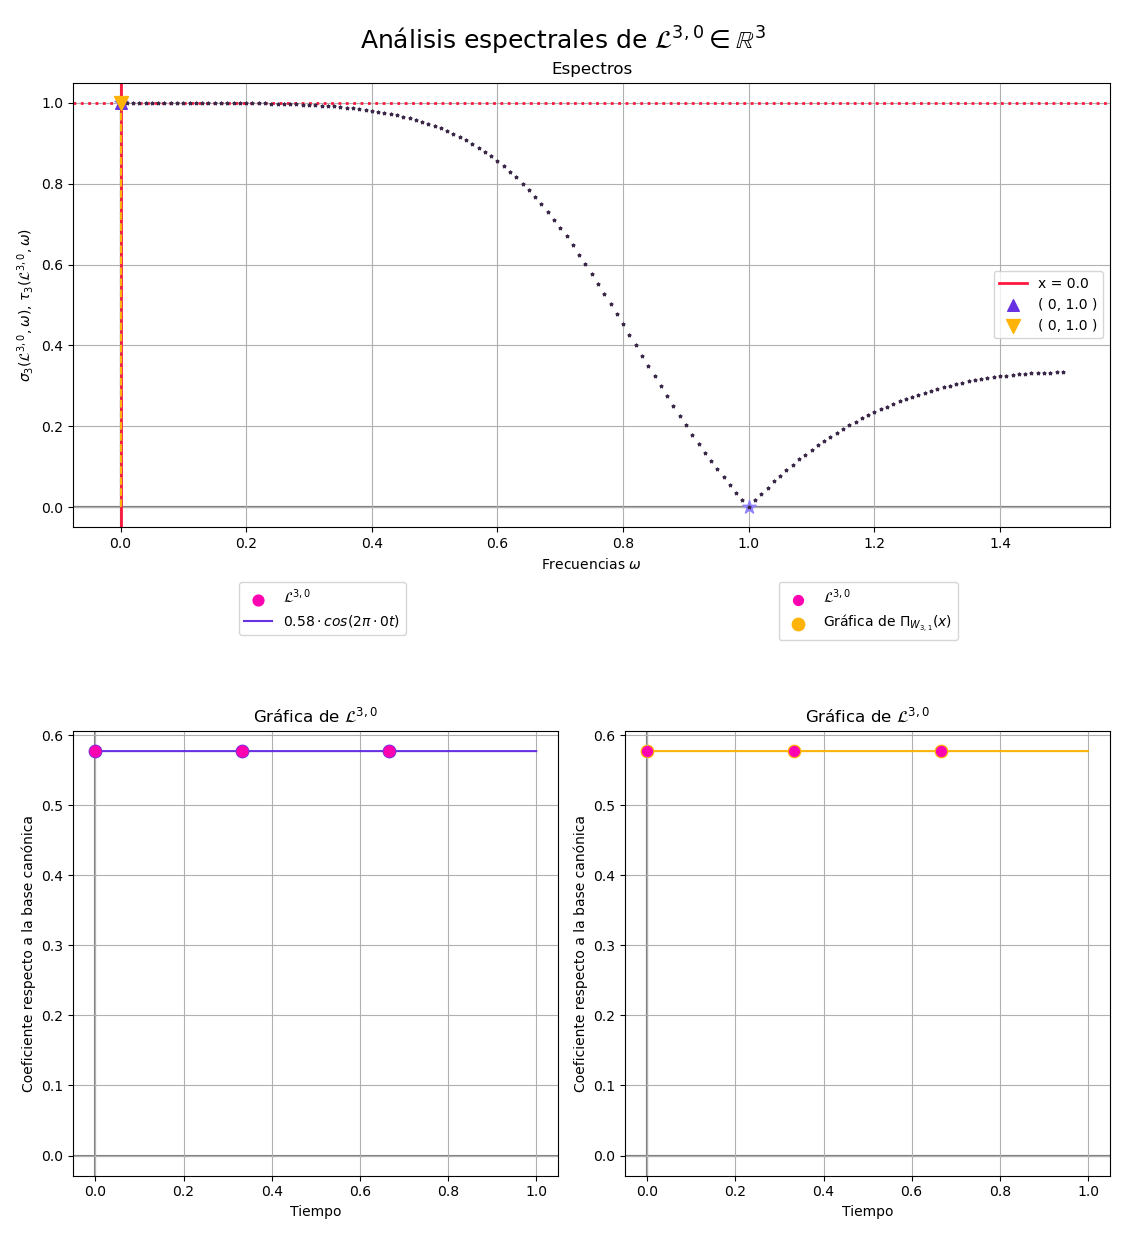 Análisis espectrales de $\mathcal{L}^{3,0} \in \mathbb{R}^3$
Espectros
1.0
0.8
0.6
0.4
0.2
0.0
$\sigma_3(\mathcal{L}^{3,0}, \omega)$, $\tau_3(\mathcal{L}^{3,0}, \omega)$
x = 0.0
( 0, 1.0 )
( 0, 1.0 )
0.0 0.2 0.4 0.6 0.8 1.0 1.2 1.4
Frecuencias $\omega$
$\mathcal{L}^{3,0}$
$0.58 \cdot cos(2\pi \cdot 0t)$
$\mathcal{L}^{3,0}$
Gráfica de $\Pi_{W_{3,1}}(x)$
Gráfica de $\mathcal{L}^{3,0}$
0.6
0.5
0.4
0.3
0.2
0.1
0.0
Coeficiente respecto a la base canónica
0.0 0.2 0.4 0.6 0.8 1.0
Tiempo
Gráfica de $\mathcal{L}^{3,0}$
0.6
0.5
0.4
0.3
0.2
0.1
0.0
Coeficiente respecto a la base canónica
0.0 0.2 0.4 0.6 0.8 1.0
Tiempo